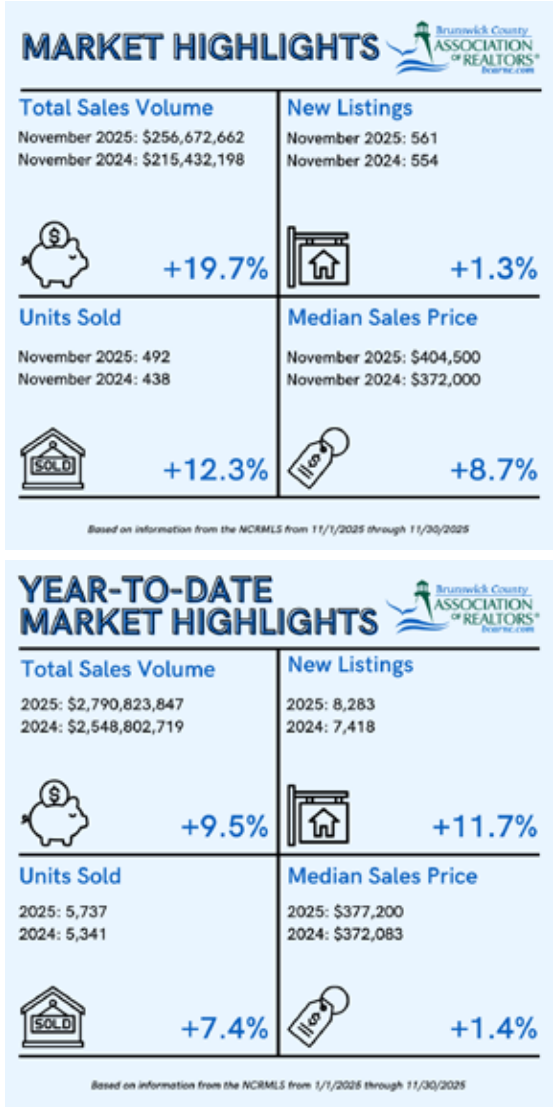 MARKET HIGHLIGHTS
Brunswick County
ASSOCIATION
OF REALTORS®
bcarnc.com
Total Sales Volume
November 2025: $256,672,662
November 2024: $215,432,198
$
+19.7%
New Listings
November 2025: 561
November 2024: 554
+1.3%
Units Sold
November 2025: 492
November 2024: 438
SOLD
+12.3%
Median Sales Price
November 2025: $404,500
November 2024: $372,000
$
+8.7%
Based on information from the NCRMLS from 11/1/2025 through 11/30/2025
YEAR-TO-DATE
MARKET HIGHLIGHTS
Brunswick County
ASSOCIATION
OF REALTORS®
bcarnc.com
Total Sales Volume
2025: $2,790,823,847
2024: $2,548,802,719
$
+9.5%
New Listings
2025: 8,283
2024: 7,418
+11.7%
Units Sold
2025: 5,737
2024: 5,341
SOLD
+7.4%
Median Sales Price
2025: $377,200
2024: $372,083
$
+1.4%
Based on information from the NCRMLS from 1/1/2025 through 11/30/2025